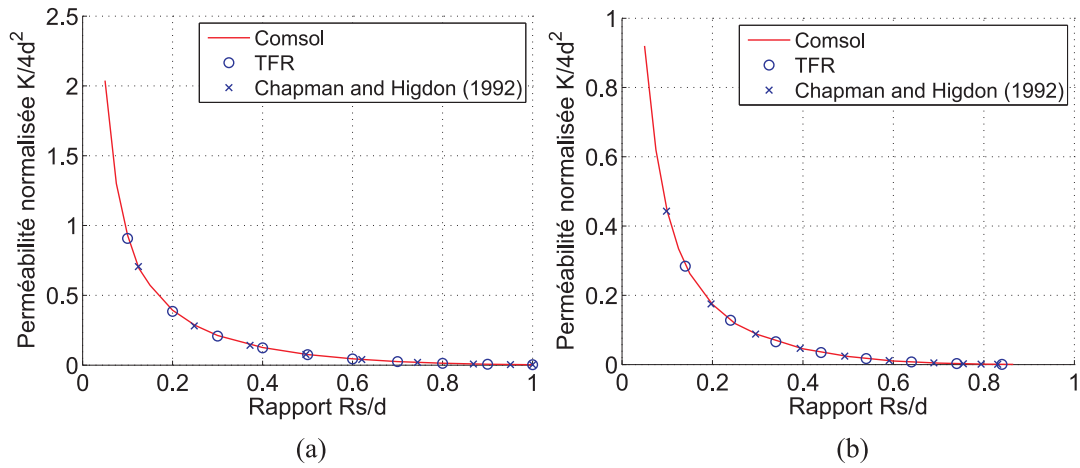 2.5
2
1.5
1
0.5
0
0
0.2
0.4
0.6
0.8
1
Perméabilité normalisée K/4d²
Rapport Rs/d
Comsol
TFR
Chapman and Higdon (1992)
(a)
1
0.8
0.6
0.4
0.2
0
0
0.2
0.4
0.6
0.8
1
Perméabilité normalisée K/4d²
Rapport Rs/d
Comsol
TFR
Chapman and Higdon (1992)
(b)